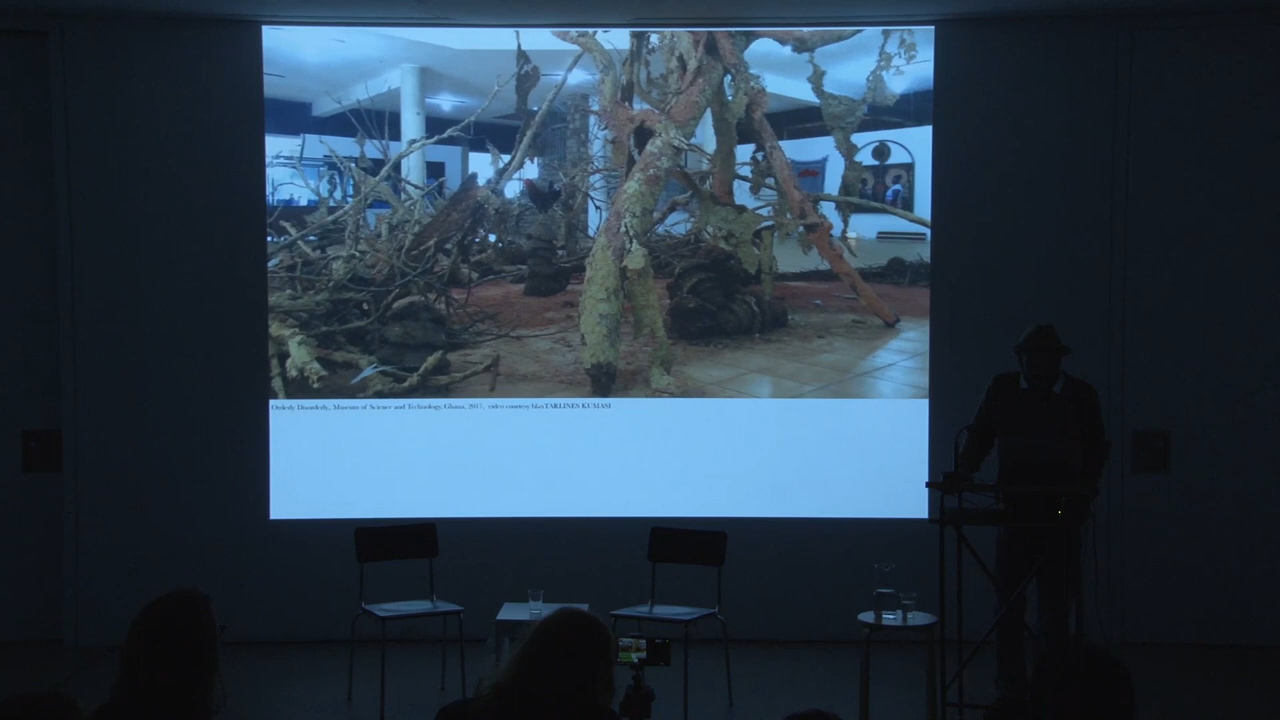 Orderly Disorderly, Museum of Science and Technology, Ghana, 2017, video courtesy blaxTARLINES KUMASI